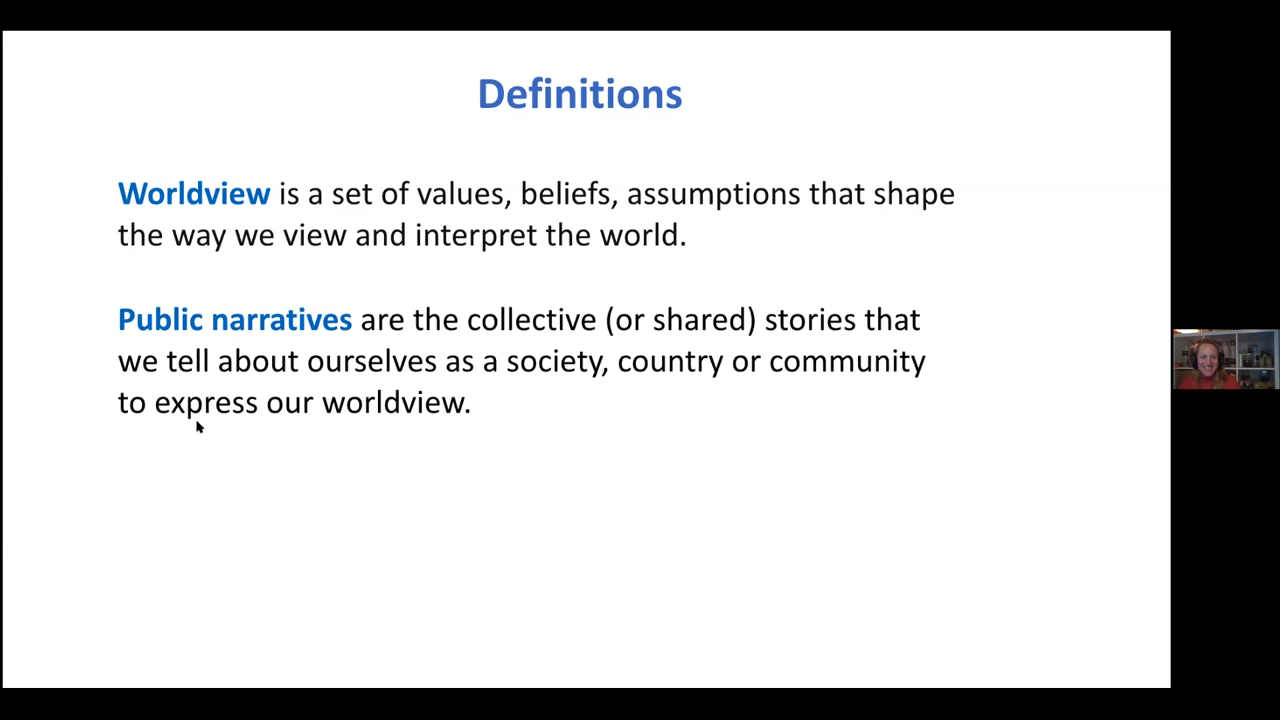 Definitions
Worldview is a set of values, beliefs, assumptions that shape
the way we view and interpret the world.
Public narratives are the collective (or shared) stories that
we tell about ourselves as a society, country or community
to express our worldview.